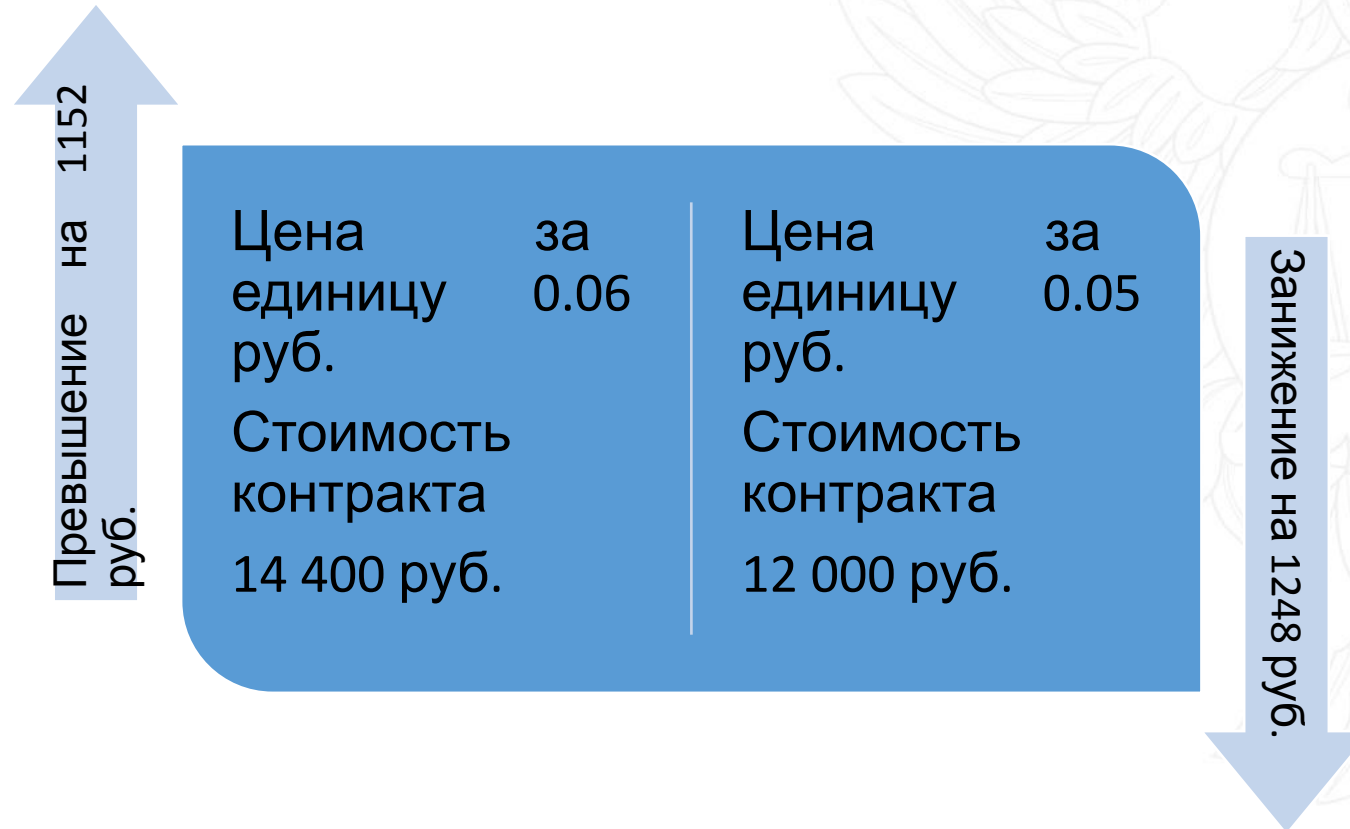 Превышение на 1152
руб.
Цена за
единицу 0.06
руб.
Стоимость
контракта
14 400 руб.
Цена за
единицу 0.05
руб.
Стоимость
контракта
12 000 руб.
Занижение на 1248 руб.